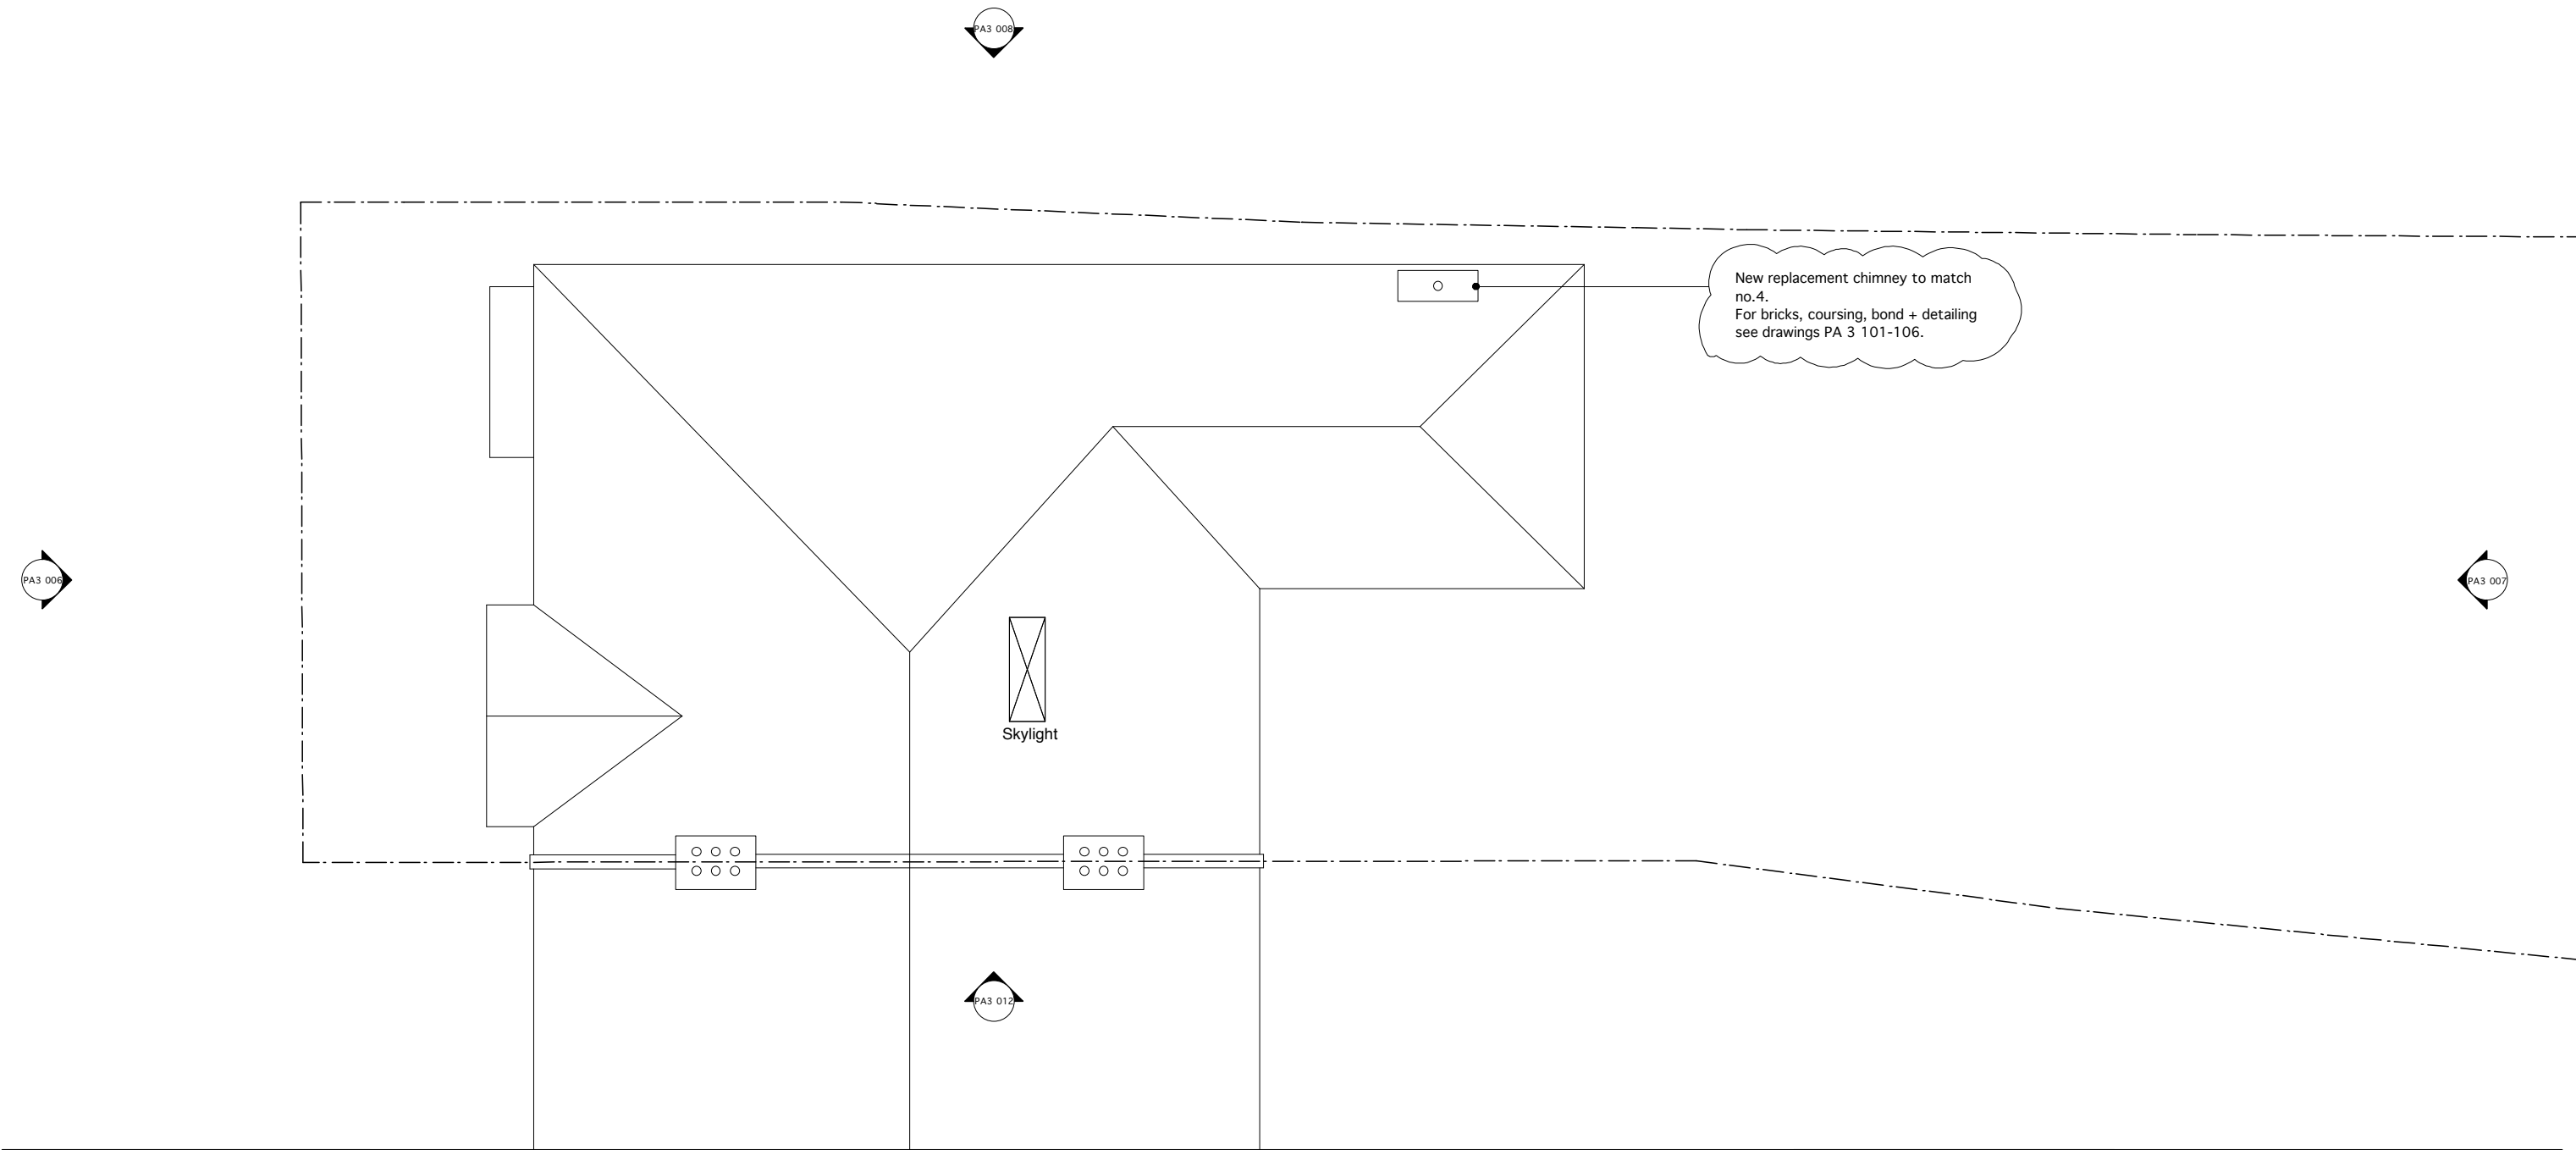 PA3 008
New replacement chimney to match
no.4.
For bricks, coursing, bond + detailing
see drawings PA 3 101-106.
PA3 006
PA3 007
Skylight
PA3 012